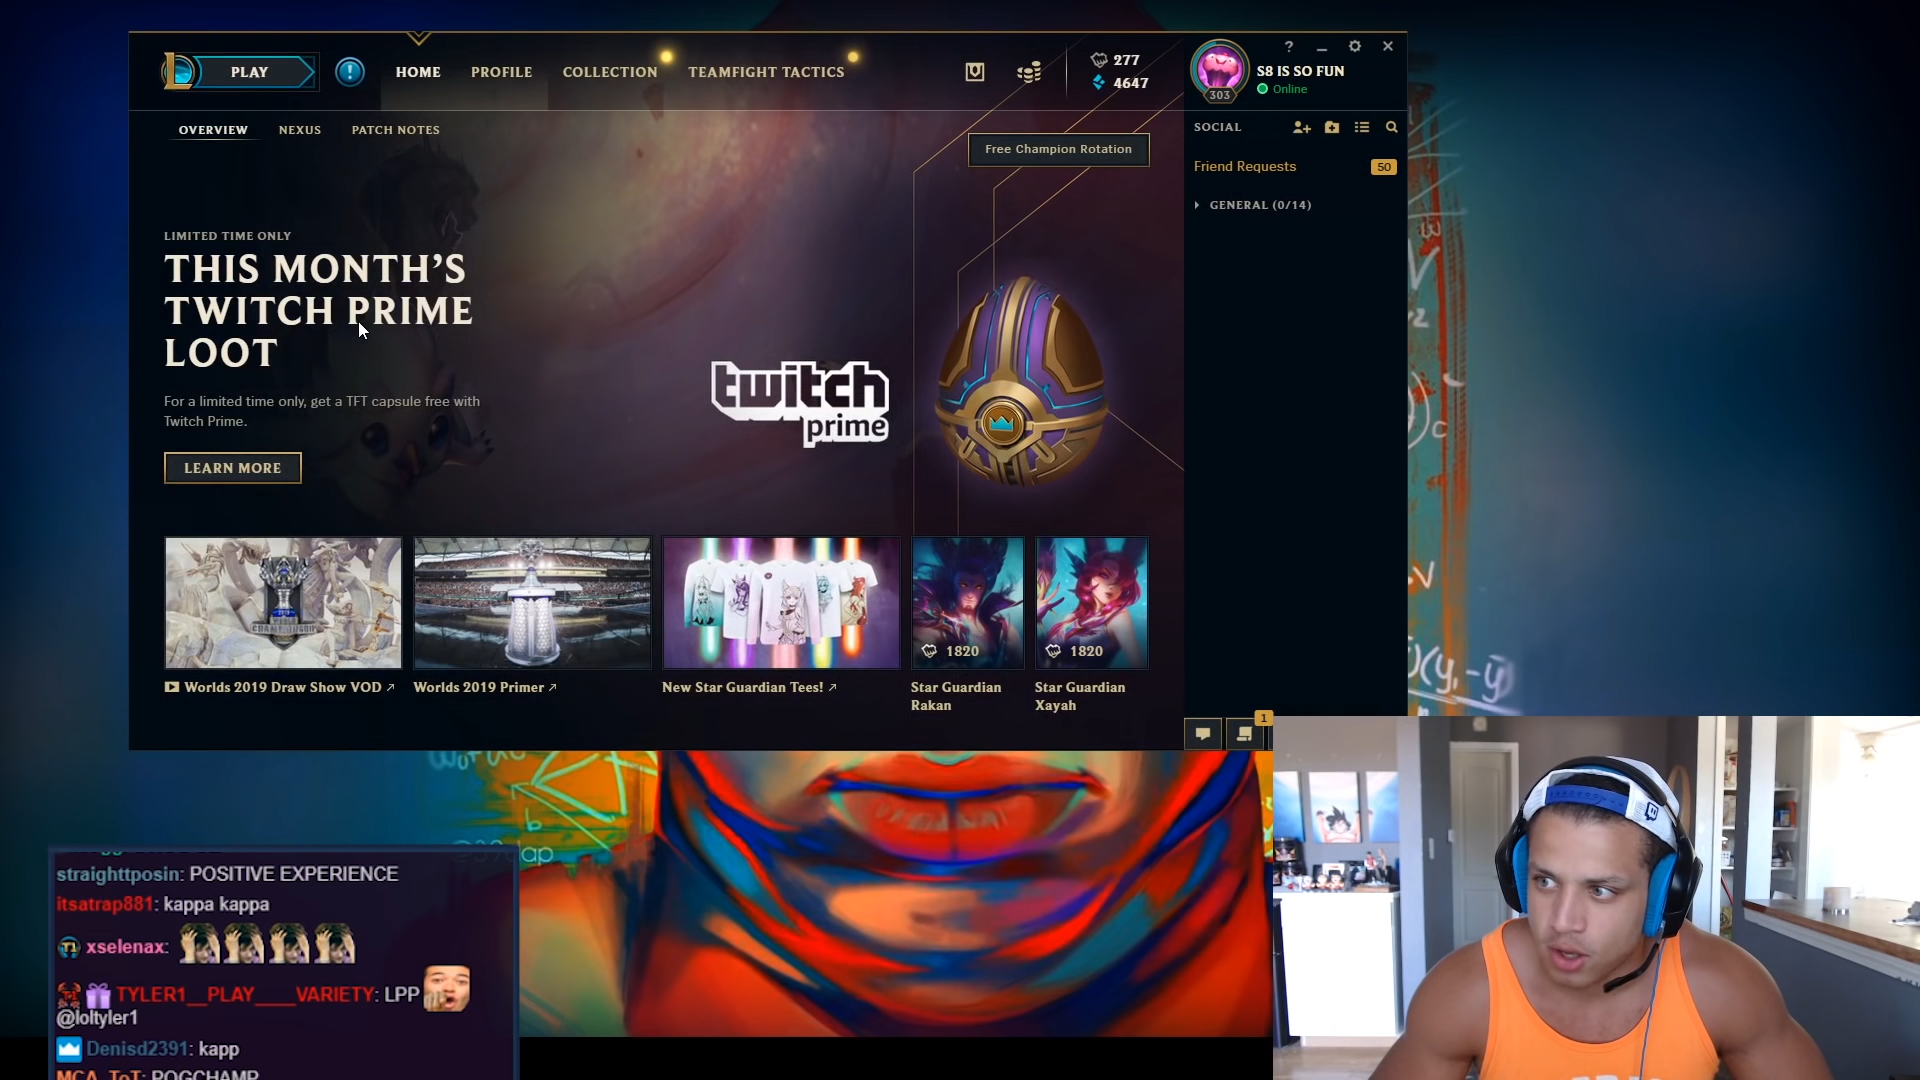 PLAY
HOME
PROFILE
COLLECTION
TEAMFIGHT TACTICS
277
4647
303
S8 IS SO FUN
Online
OVERVIEW
NEXUS
PATCH NOTES
Free Champion Rotation
SOCIAL
Friend Requests
50
GENERAL (0/14)
LIMITED TIME ONLY
THIS MONTH'S
TWITCH PRIME
LOOT
For a limited time only, get a TFT capsule free with
Twitch Prime.
LEARN MORE
twitch
prime
1820
1820
Worlds 2019 Draw Show VOD
Worlds 2019 Primer
New Star Guardian Tees!
Star Guardian
Rakan
Star Guardian
Xayah
1
straighttposin: POSITIVE EXPERIENCE
itsatrap881: kappa kappa
xselenax:
TYLER1__PLAY____VARIETY: LPP
@loltyler1
Denisd2391: kapp
MCA_ToT: POGCHAMP